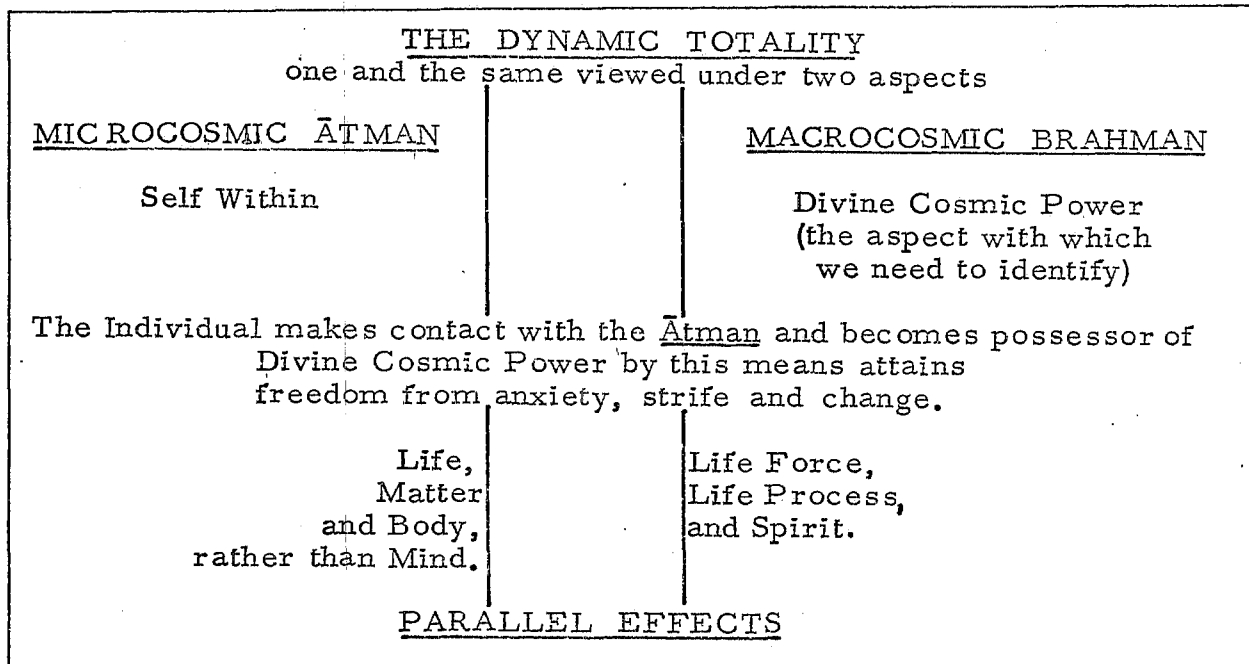 THE DYNAMIC TOTALITY
one and the same viewed under two aspects
MICROCOSMIC ĀTMAN
MACROCOSMIC BRAHMAN
Self Within
Divine Cosmic Power
(the aspect with which
we need to identify)
The Individual makes contact with the Ātman and becomes possessor of
Divine Cosmic Power by this means attains
freedom from anxiety, strife and change.
Life,
Matter
and Body,
rather than Mind.
Life Force,
Life Process,
and Spirit.
PARALLEL EFFECTS